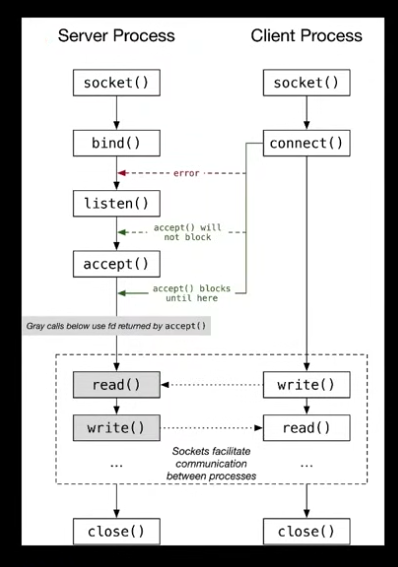 Server Process
Client Process
socket()
socket()
bind()
connect()
error
listen()
accept() will
not block
accept()
accept() blocks
until here
Gray calls below use fd returned by accept()
read()
write()
write()
read()
Sockets facilitate
communication
between processes
...
...
close()
close()